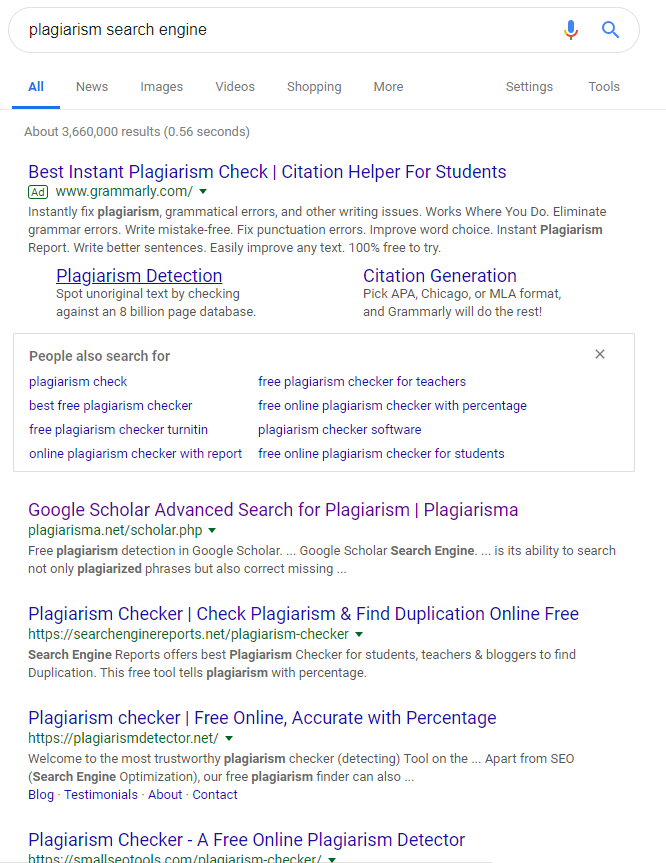 plagiarism search engine
All News Images Videos Shopping More Settings Tools
About 3,660,000 results (0.56 seconds)
Best Instant Plagiarism Check | Citation Helper For Students
Ad www.grammarly.com/
Instantly fix plagiarism, grammatical errors, and other writing issues. Works Where You Do. Eliminate
grammar errors. Write mistake-free. Fix punctuation errors. Improve word choice. Instant Plagiarism
Report. Write better sentences. Easily improve any text. 100% free to try.
Plagiarism Detection
Spot unoriginal text by checking
against an 8 billion page database.
Citation Generation
Pick APA, Chicago, or MLA format,
and Grammarly will do the rest!
People also search for
plagiarism check
best free plagiarism checker
free plagiarism checker turnitin
online plagiarism checker with report
free plagiarism checker for teachers
free online plagiarism checker with percentage
plagiarism checker software
free online plagiarism checker for students
Google Scholar Advanced Search for Plagiarism | Plagiarisma
plagiarisma.net/scholar.php
Free plagiarism detection in Google Scholar. ... Google Scholar Search Engine. ... is its ability to search
not only plagiarized phrases but also correct missing ...
Plagiarism Checker | Check Plagiarism & Find Duplication Online Free
https://searchenginereports.net/plagiarism-checker
Search Engine Reports offers best Plagiarism Checker for students, teachers & bloggers to find
Duplication. This free tool tells plagiarism with percentage.
Plagiarism checker | Free Online, Accurate with Percentage
https://plagiarismdetector.net/
Welcome to the most trustworthy plagiarism checker (detecting) Tool on the ... Apart from SEO
(Search Engine Optimization), our free plagiarism finder can also ...
Blog · Testimonials · About · Contact
Plagiarism Checker - A Free Online Plagiarism Detector
https://smallseotools.com/plagiarism-checker/